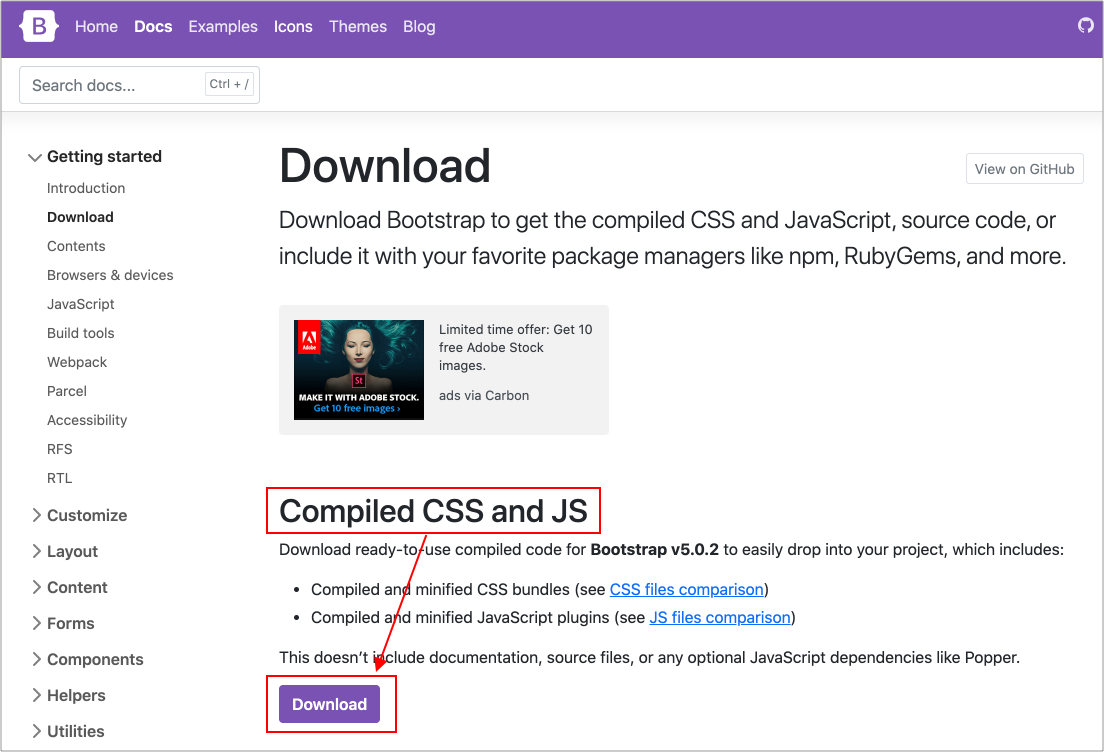 B
Home Docs Examples Icons Themes Blog
Search docs... Ctrl + /
Getting started
Introduction
Download
Contents
Browsers & devices
JavaScript
Build tools
Webpack
Parcel
Accessibility
RFS
RTL
Customize
Layout
Content
Forms
Components
Helpers
Utilities
Download
View on GitHub
Download Bootstrap to get the compiled CSS and JavaScript, source code, or
include it with your favorite package managers like npm, RubyGems, and more.
Adobe
St
MAKE IT WITH ADOBE STOCK.
Get 10 free images ›
Limited time offer: Get 10
free Adobe Stock
images.
ads via Carbon
Compiled CSS and JS
Download ready-to-use compiled code for Bootstrap v5.0.2 to easily drop into your project, which includes:
• Compiled and minified CSS bundles (see CSS files comparison)
• Compiled and minified JavaScript plugins (see JS files comparison)
This doesn’t include documentation, source files, or any optional JavaScript dependencies like Popper.
Download